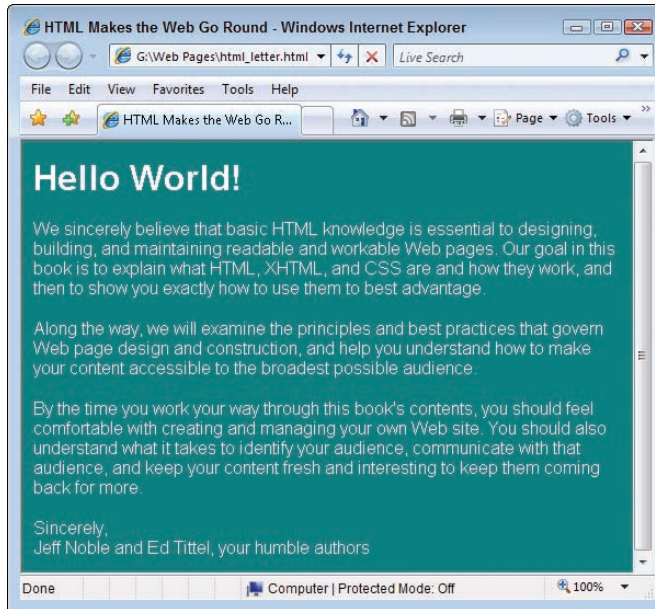 HTML Makes the Web Go Round - Windows Internet Explorer
G:\Web Pages\html_letter.html
Live Search
File Edit View Favorites Tools Help
HTML Makes the Web Go R...
Page Tools »
Hello World!
We sincerely believe that basic HTML knowledge is essential to designing,
building, and maintaining readable and workable Web pages. Our goal in this
book is to explain what HTML, XHTML, and CSS are and how they work, and
then to show you exactly how to use them to best advantage.
Along the way, we will examine the principles and best practices that govern
Web page design and construction, and help you understand how to make
your content accessible to the broadest possible audience.
By the time you work your way through this book's contents, you should feel
comfortable with creating and managing your own Web site. You should also
understand what it takes to identify your audience, communicate with that
audience, and keep your content fresh and interesting to keep them coming
back for more.
Sincerely,
Jeff Noble and Ed Tittel, your humble authors
Done Computer | Protected Mode: Off 100%